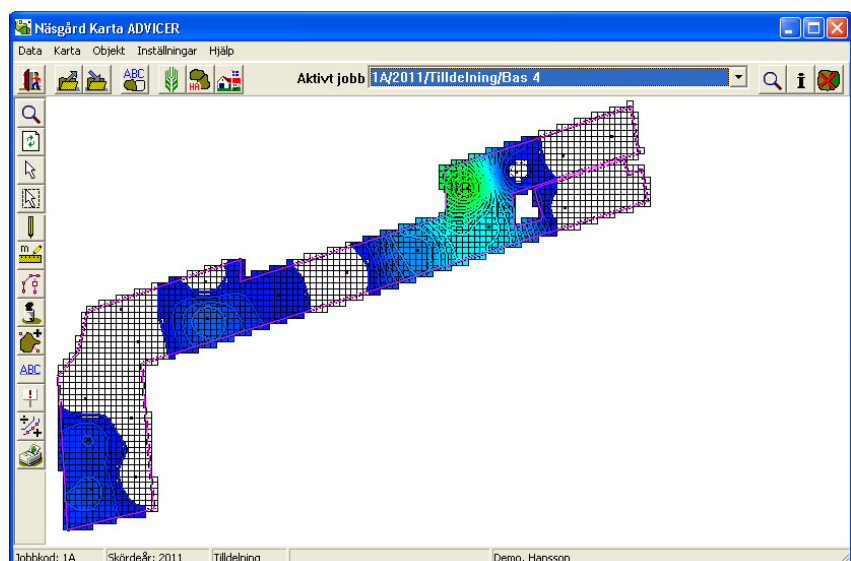 Näsgård Karta ADVICER
Data Karta Objekt Inställningar Hjälp
ABC HA Aktivt jobb 1A/2011/Tilldelning/Bas 4 i
m
ABC
Jobbkod: 1A Skördeår: 2011 Tilldelning Demo, Hansson